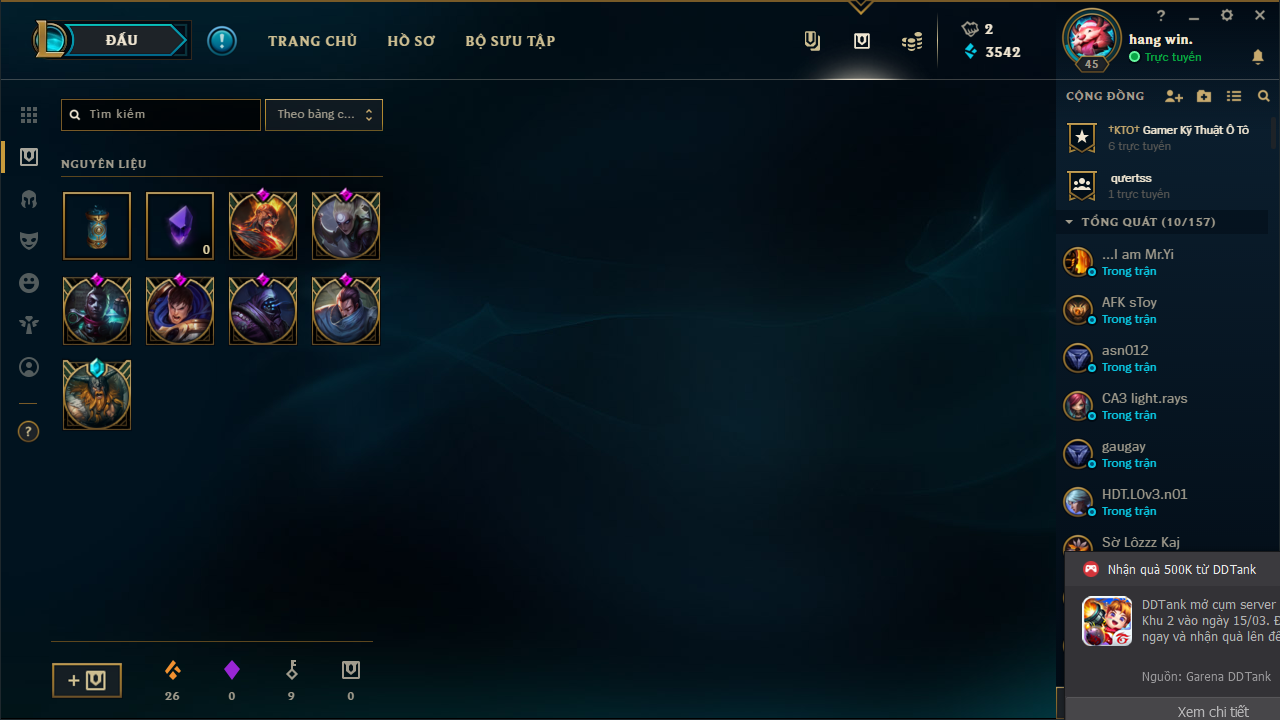 ĐẤU
TRANG CHỦ
HỒ SƠ
BỘ SƯU TẬP
2
3542
?
45
hang win.
Trực tuyến
Tìm kiếm
Theo bảng c...
NGUYÊN LIỆU
0
?
26
0
9
0
CỘNG ĐỒNG
†KTO† Gamer Kỹ Thuật Ô Tô
6 trực tuyến
qưertss
1 trực tuyến
TỔNG QUÁT (10/157)
...I am Mr.Yi
Trong trận
AFK sToy
Trong trận
asn012
Trong trận
CA3 light.rays
Trong trận
gaugay
Trong trận
HDT.L0v3.n01
Trong trận
Sờ Lôzzz Kaj
Nhận quà 500K từ DDTank
DDTank mở cụm server
Khu 2 vào ngày 15/03. Đ
ngay và nhận quà lên đế
Nguồn: Garena DDTank
Xem chi tiết